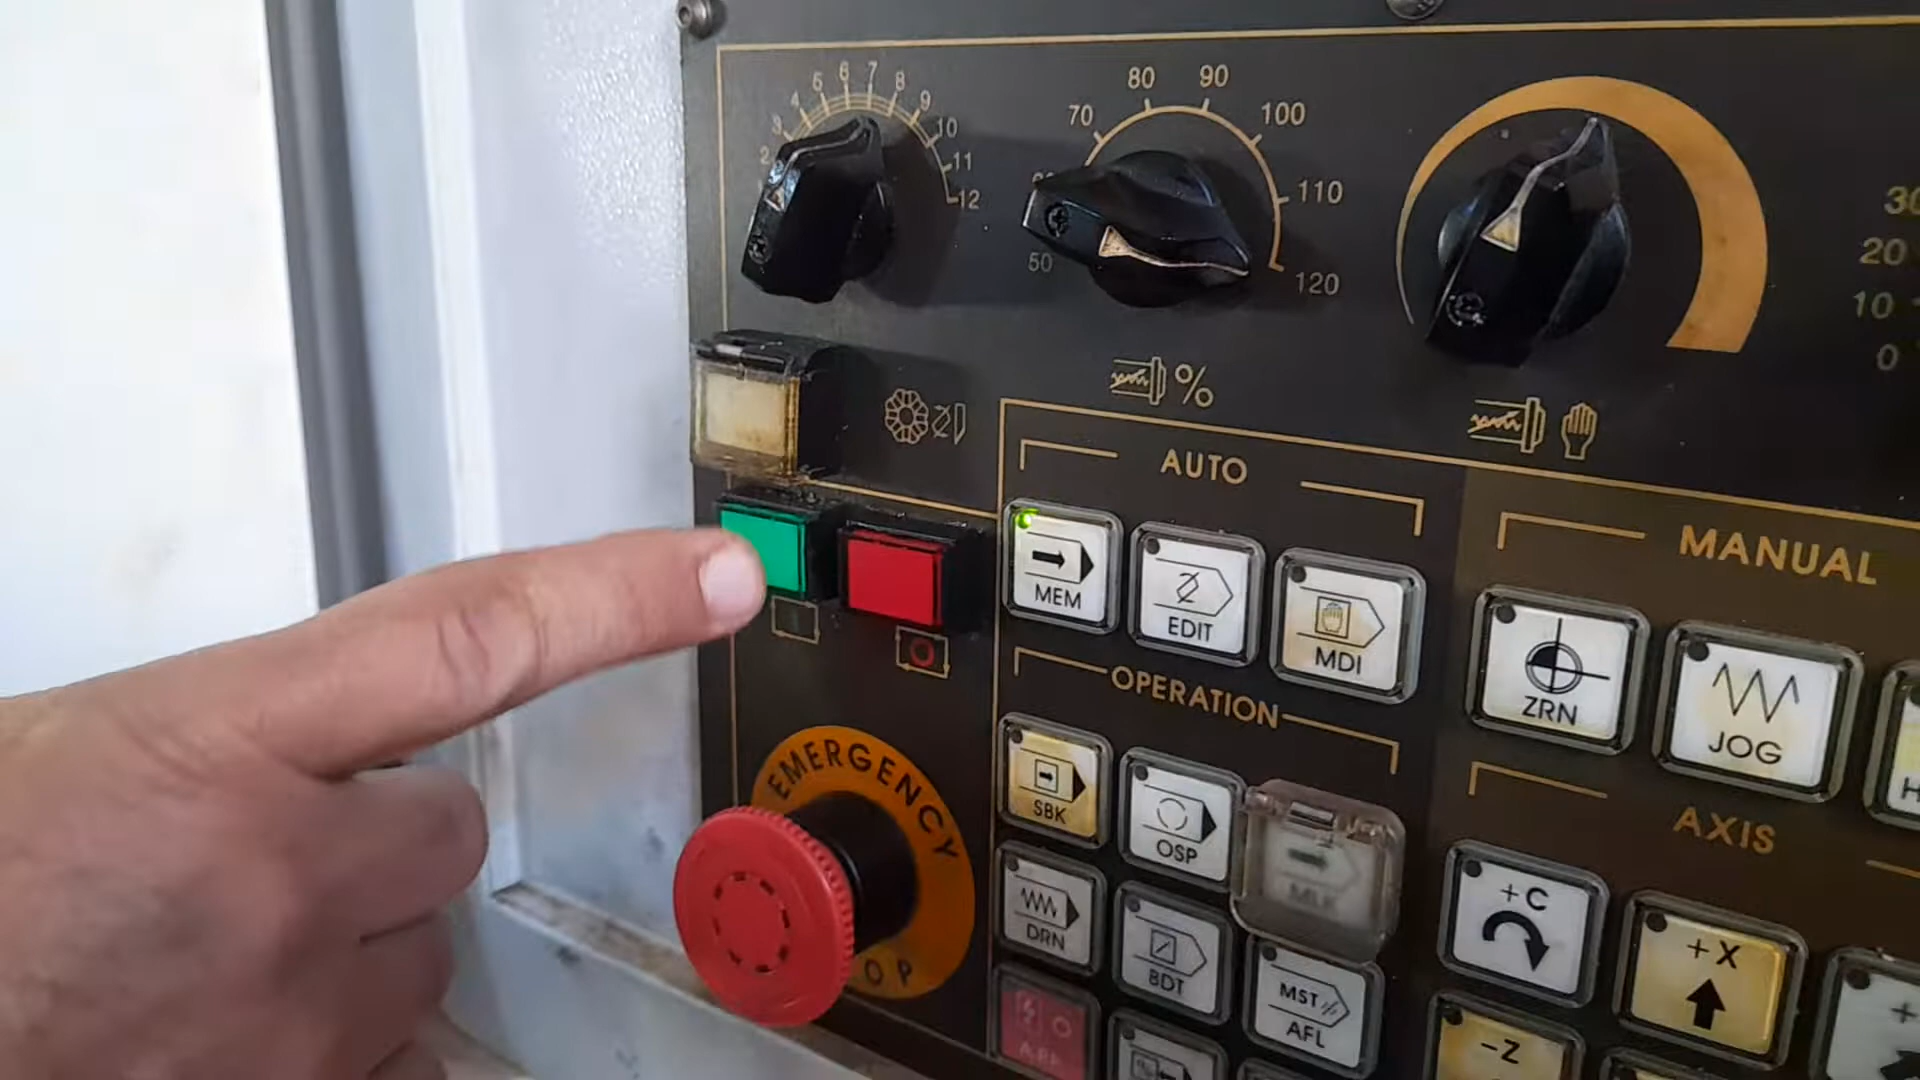 2 3 4 5 6 7 8 9 10 11 12
50 70 80 90 100 110 120
%
30
20
10
0
AUTO
MEM
EDIT
MDI
MANUAL
ZRN
JOG
OPERATION
SBK
OSP
MLK
DRN
BDT
MST
AFL
AXIS
+C
+X
-Z
EMERGENCY